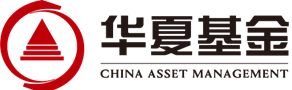 华夏基金
CHINA ASSET MANAGEMENT